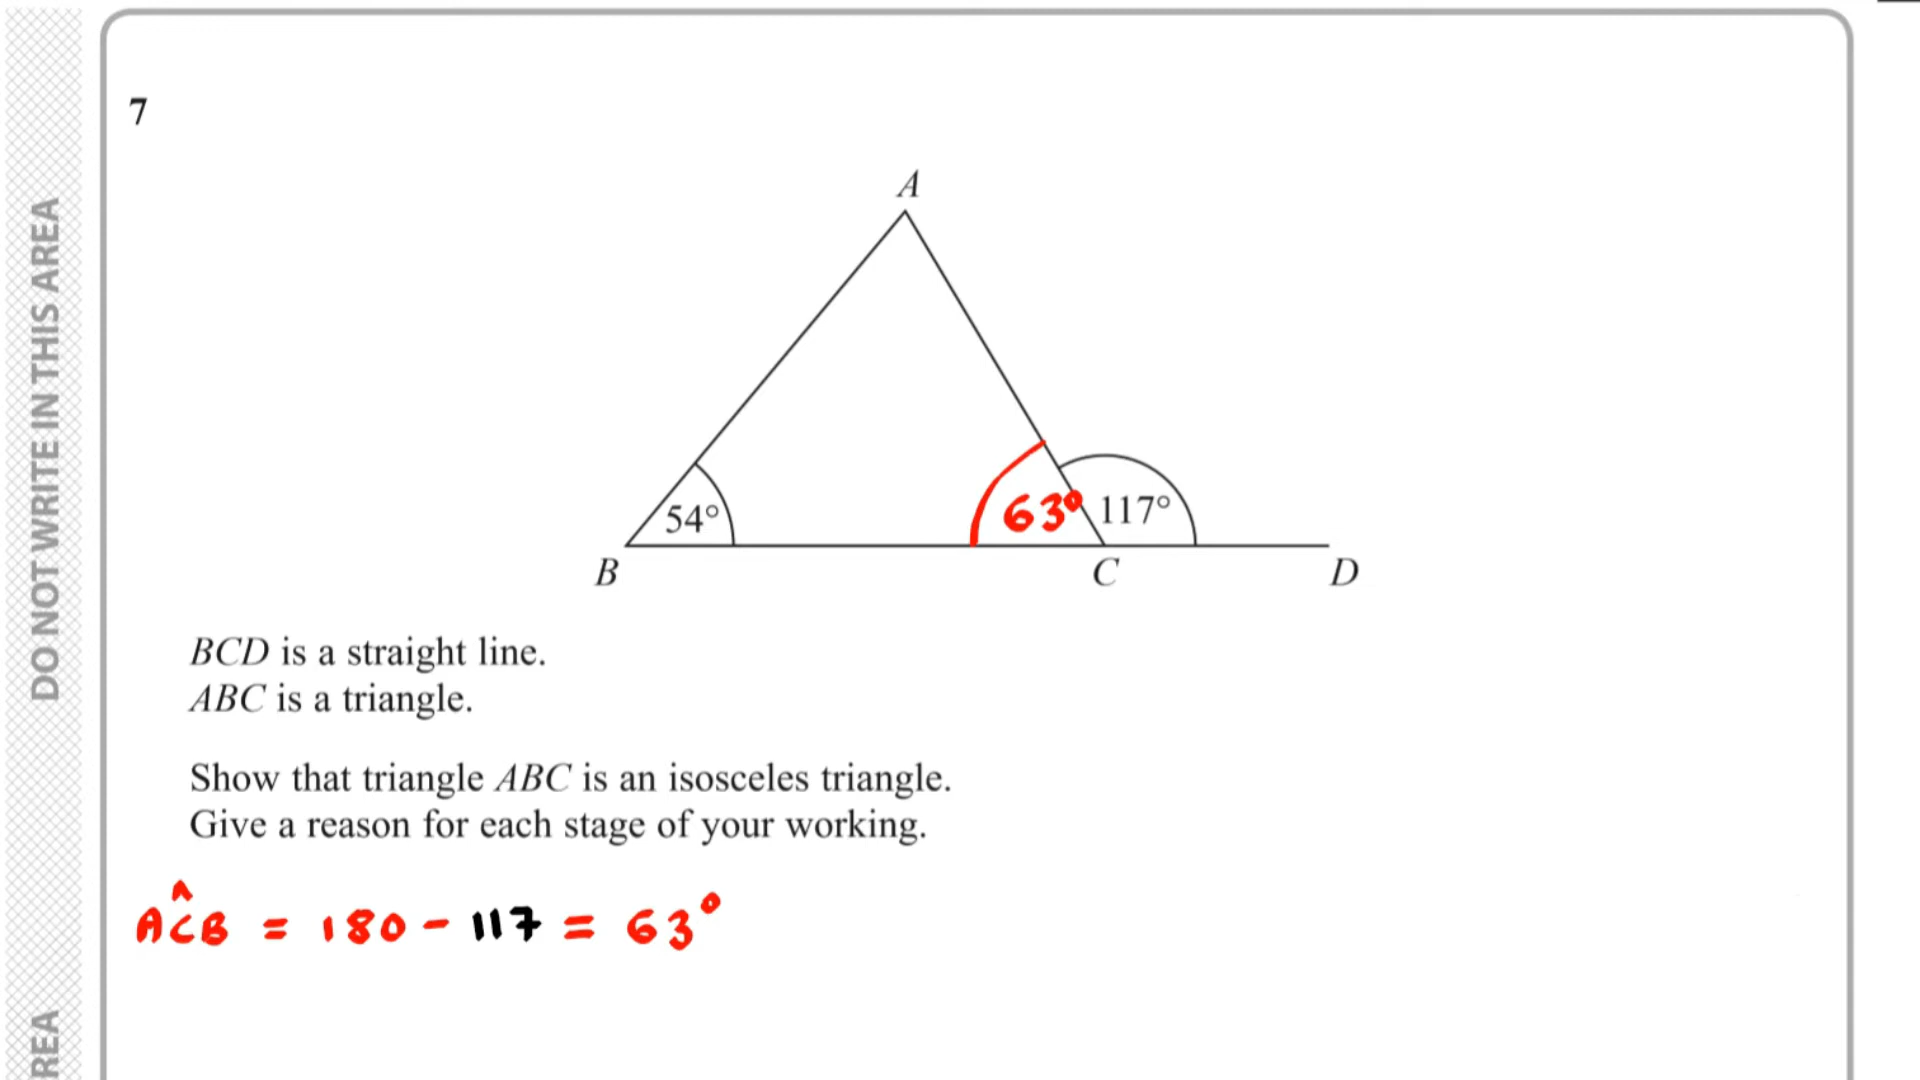 DO NOT WRITE IN THIS AREA
REA
7
A
54°
63°
117°
B
C
D
BCD is a straight line.
ABC is a triangle.
Show that triangle ABC is an isosceles triangle.
Give a reason for each stage of your working.
AĈB = 180 - 117 = 63°